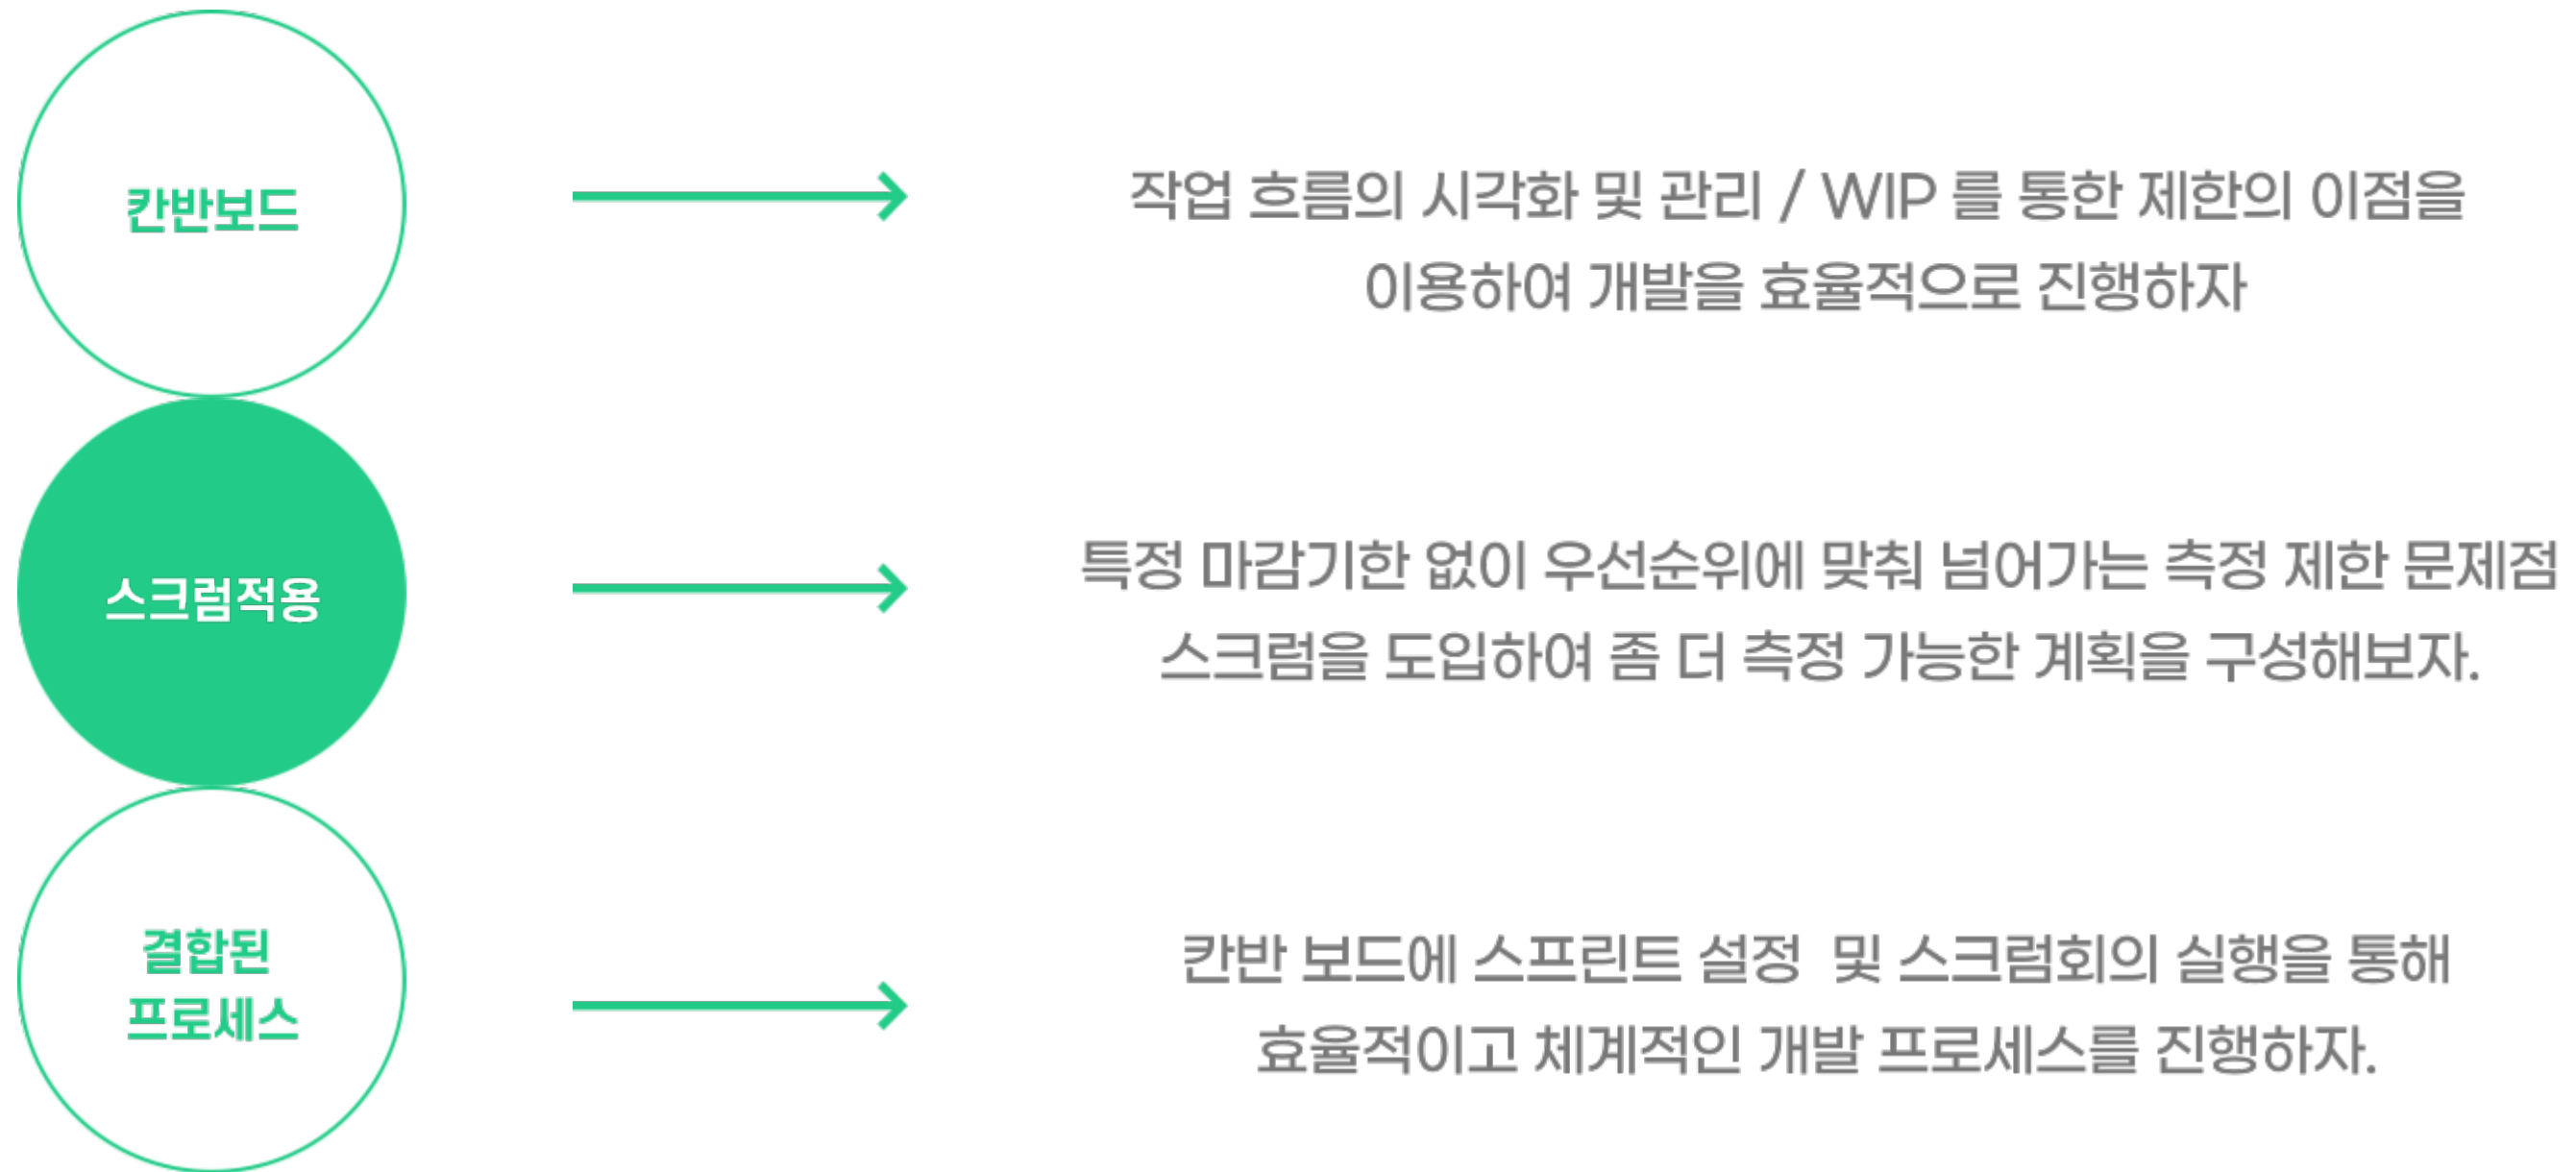 칸반보드
작업 흐름의 시각화 및 관리 / WIP 를 통한 제한의 이점을
이용하여 개발을 효율적으로 진행하자
스크럼적용
특정 마감기한 없이 우선순위에 맞춰 넘어가는 측정 제한 문제점
스크럼을 도입하여 좀 더 측정 가능한 계획을 구성해보자.
결합된
프로세스
칸반 보드에 스프린트 설정 및 스크럼회의 실행을 통해
효율적이고 체계적인 개발 프로세스를 진행하자.